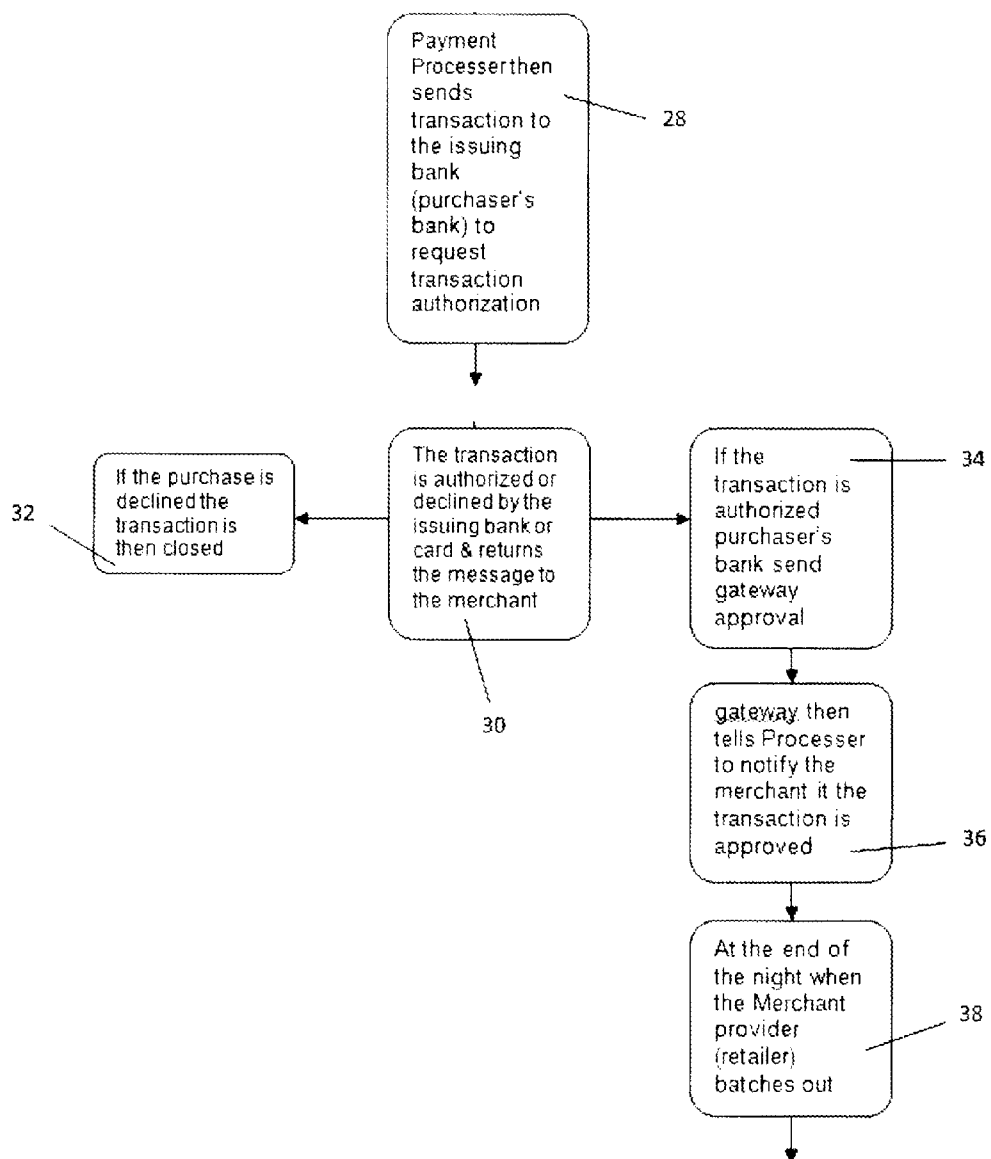 Payment
Processer then
sends
transaction to
the issuing
bank
(purchaser's
bank) to
request
transaction
authorization
28
If the purchase is
declined the
transaction is
then closed
32
The transaction
is authorized or
declined by the
issuing bank or
card & returns
the message to
the merchant
30
If the
transaction is
authorized
purchaser's
bank send
gateway
approval
34
gateway then
tells Processer
to notify the
merchant it the
transaction is
approved
36
At the end of
the night when
the Merchant
provider
(retailer)
batches out
38